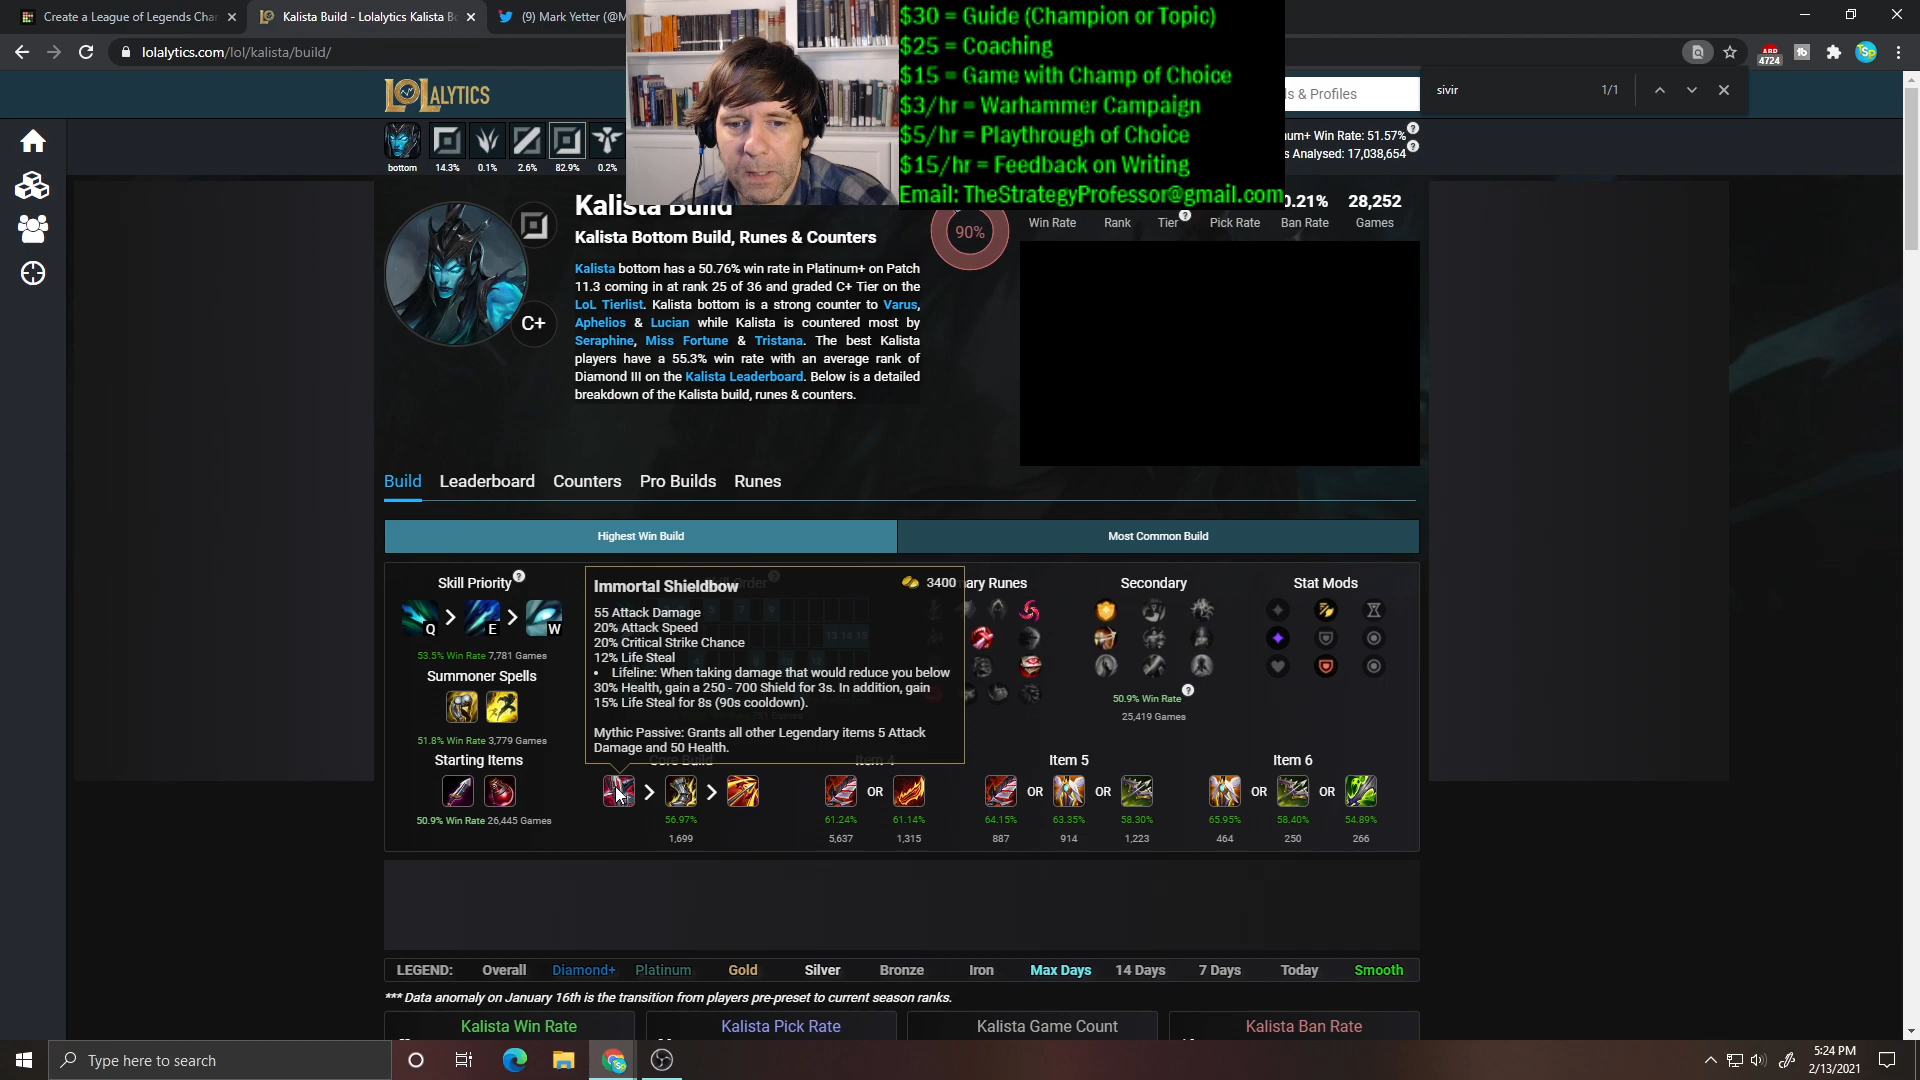 Create a League of Legends Chan
Kalista Build - Lolalytics Kalista B
(9) Mark Yetter (@M
lolalytics.com/lol/kalista/build/
4724
$30 = Guide (Champion or Topic)
$25 = Coaching
$15 = Game with Champ of Choice
$3/hr = Warhammer Campaign
$5/hr = Playthrough of Choice
$15/hr = Feedback on Writing
Email: TheStrategyProfessor@gmail.com
sivir
1/1
LOLALYTICS
s & Profiles
num+ Win Rate: 51.57%
s Analysed: 17,038,654
bottom
14.3%
0.1%
2.6%
82.9%
0.2%
Kalista Build
Kalista Bottom Build, Runes & Counters
Kalista bottom has a 50.76% win rate in Platinum+ on Patch
11.3 coming in at rank 25 of 36 and graded C+ Tier on the
LoL Tierlist. Kalista bottom is a strong counter to Varus,
Aphelios & Lucian while Kalista is countered most by
Seraphine, Miss Fortune & Tristana. The best Kalista
players have a 55.3% win rate with an average rank of
Diamond III on the Kalista Leaderboard. Below is a detailed
breakdown of the Kalista build, runes & counters.
C+
90%
0.21%
28,252
Win Rate
Rank
Tier
Pick Rate
Ban Rate
Games
Build
Leaderboard
Counters
Pro Builds
Runes
Highest Win Build
Most Common Build
Skill Priority
Q
E
W
53.5% Win Rate 7,781 Games
Summoner Spells
51.8% Win Rate 3,779 Games
Starting Items
50.9% Win Rate 26,445 Games
Immortal Shieldbow
3400
55 Attack Damage
20% Attack Speed
20% Critical Strike Chance
12% Life Steal
• Lifeline: When taking damage that would reduce you below
30% Health, gain a 250 - 700 Shield for 3s. In addition, gain
15% Life Steal for 8s (90s cooldown).
Mythic Passive: Grants all other Legendary items 5 Attack
Damage and 50 Health.
mary Runes
Secondary
Stat Mods
50.9% Win Rate
25,419 Games
Core Build
56.97%
1,699
Item 4
OR
61.24%
61.14%
5,637
1,315
Item 5
OR
OR
64.15%
63.35%
58.30%
887
914
1,223
Item 6
OR
OR
65.95%
58.40%
54.89%
464
250
266
LEGEND:
Overall
Diamond+
Platinum
Gold
Silver
Bronze
Iron
Max Days
14 Days
7 Days
Today
Smooth
*** Data anomaly on January 16th is the transition from players pre-preset to current season ranks.
Kalista Win Rate
Kalista Pick Rate
Kalista Game Count
Kalista Ban Rate
Type here to search
5:24 PM
2/13/2021